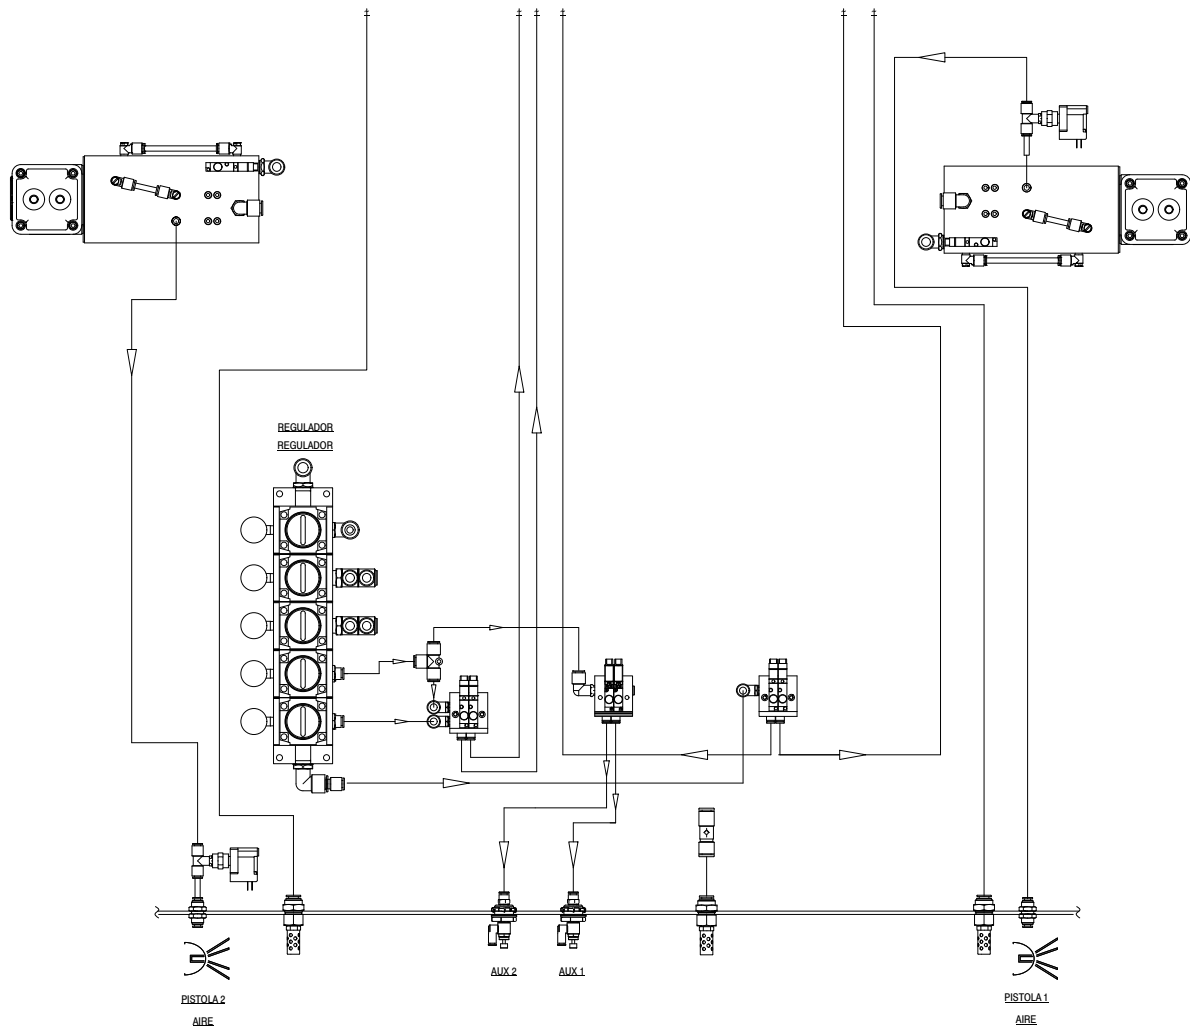 REGULADOR
REGULADOR
AUX 2
AUX 1
PISTOLA 2
AIRE
PISTOLA 1
AIRE